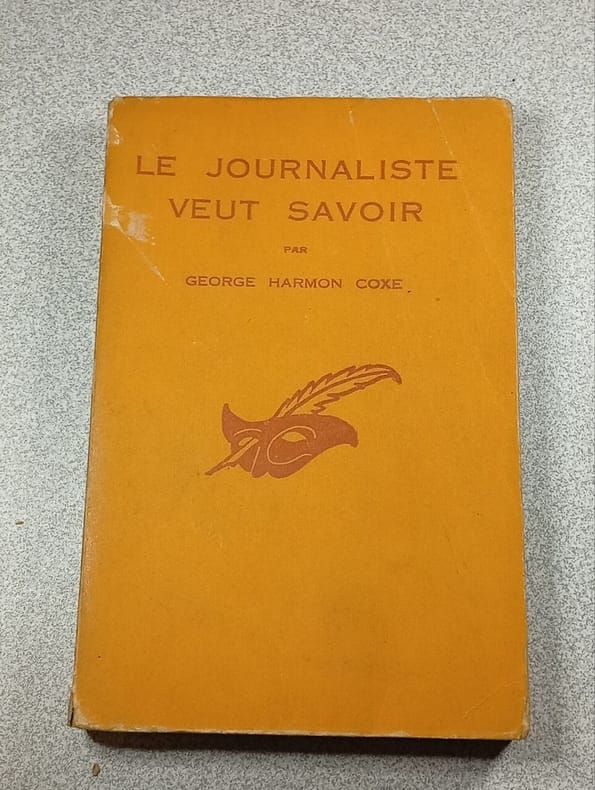 LE JOURNALISTE
VEUT SAVOIR
PAR
GEORGE HARMON COXE